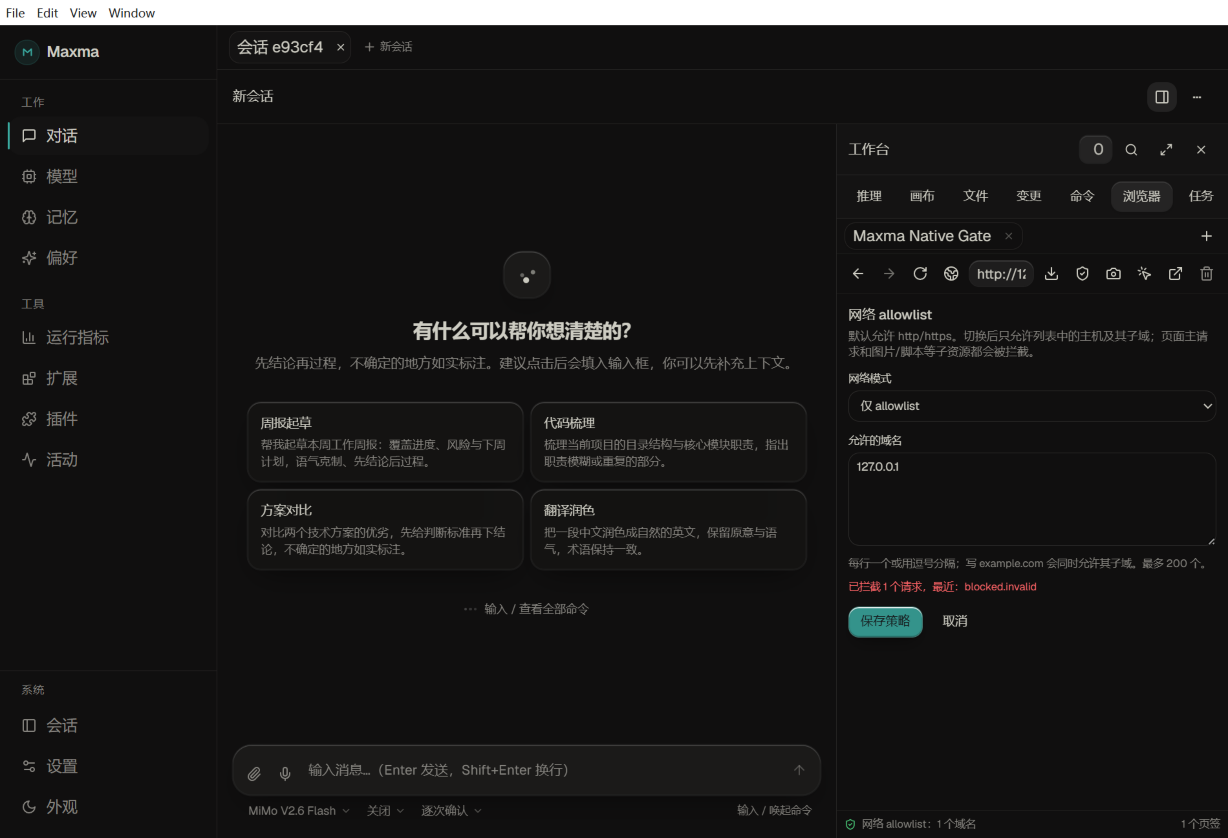 File Edit View Window
M Maxma
工作
对话
模型
记忆
偏好
工具
运行指标
扩展
插件
活动
系统
会话
设置
外观
会话 e93cf4 × + 新会话
新会话
有什么可以帮你想清楚的?
先结论再过程，不确定的地方如实标注。建议点击后会填入输入框，你可以先补充上下文。
周报起草
帮我起草本周工作周报：覆盖进度、风险与下周
计划，语气克制、先结论后过程。
代码梳理
梳理当前项目的目录结构与核心模块职责，指出
职责模糊或重复的部分。
方案对比
对比两个技术方案的优劣，先给判断标准再下结
论，不确定的地方如实标注。
翻译润色
把一段中文润色成自然的英文，保留原意与语
气，术语保持一致。
输入 / 查看全部命令
输入消息...（Enter 发送，Shift+Enter 换行）
MiMo V2.6 Flash 关闭 逐次确认 输入 / 唤起命令
工作台 0
推理 画布 文件 变更 命令 浏览器 任务
Maxma Native Gate × +
http://12
网络 allowlist
默认允许 http/https。切换后只允许列表中的主机及其子域；页面主请
求和图片/脚本等子资源都会被拦截。
网络模式
仅 allowlist
允许的域名
127.0.0.1
每行一个或用逗号分隔；写 example.com 会同时允许其子域。最多 200 个。
已拦截 1 个请求，最近：blocked.invalid
保存策略 取消
网络 allowlist：1 个域名 1 个页签